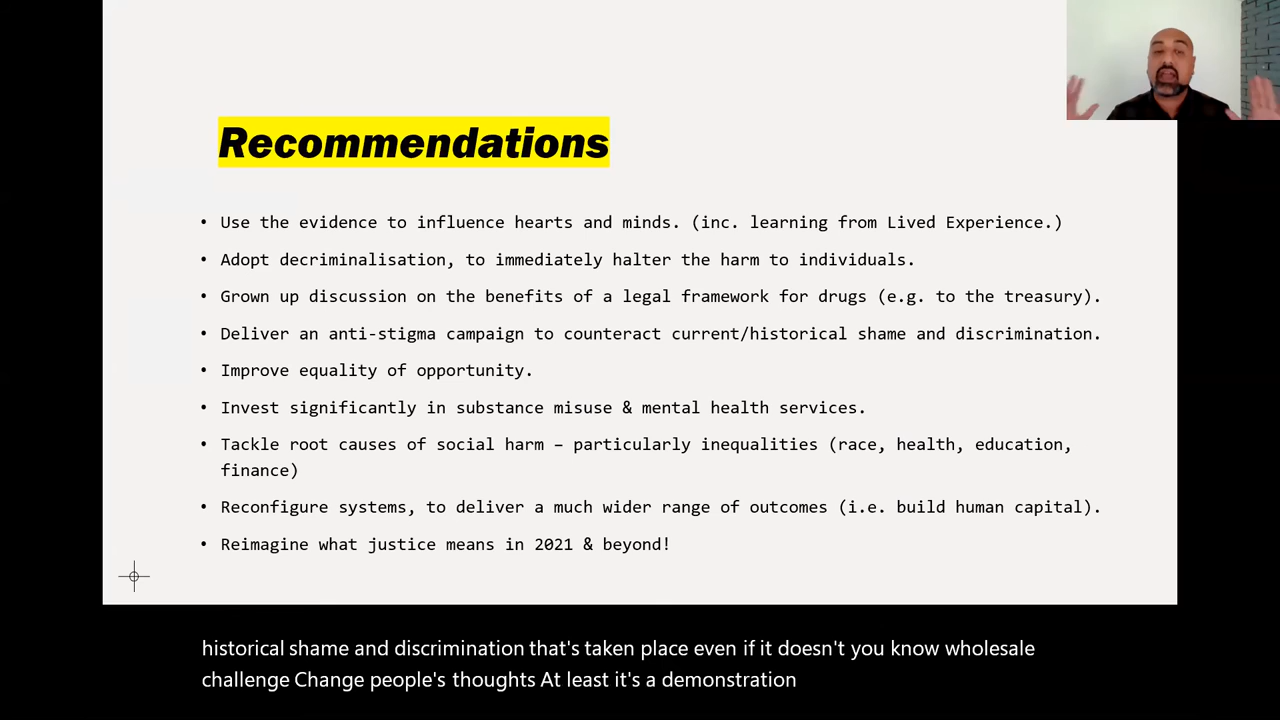 Recommendations
• Use the evidence to influence hearts and minds. (inc. learning from Lived Experience.)
• Adopt decriminalisation, to immediately halter the harm to individuals.
• Grown up discussion on the benefits of a legal framework for drugs (e.g. to the treasury).
• Deliver an anti-stigma campaign to counteract current/historical shame and discrimination.
• Improve equality of opportunity.
• Invest significantly in substance misuse & mental health services.
• Tackle root causes of social harm – particularly inequalities (race, health, education,
finance)
• Reconfigure systems, to deliver a much wider range of outcomes (i.e. build human capital).
• Reimagine what justice means in 2021 & beyond!
historical shame and discrimination that's taken place even if it doesn't you know wholesale
challenge Change people's thoughts At least it's a demonstration